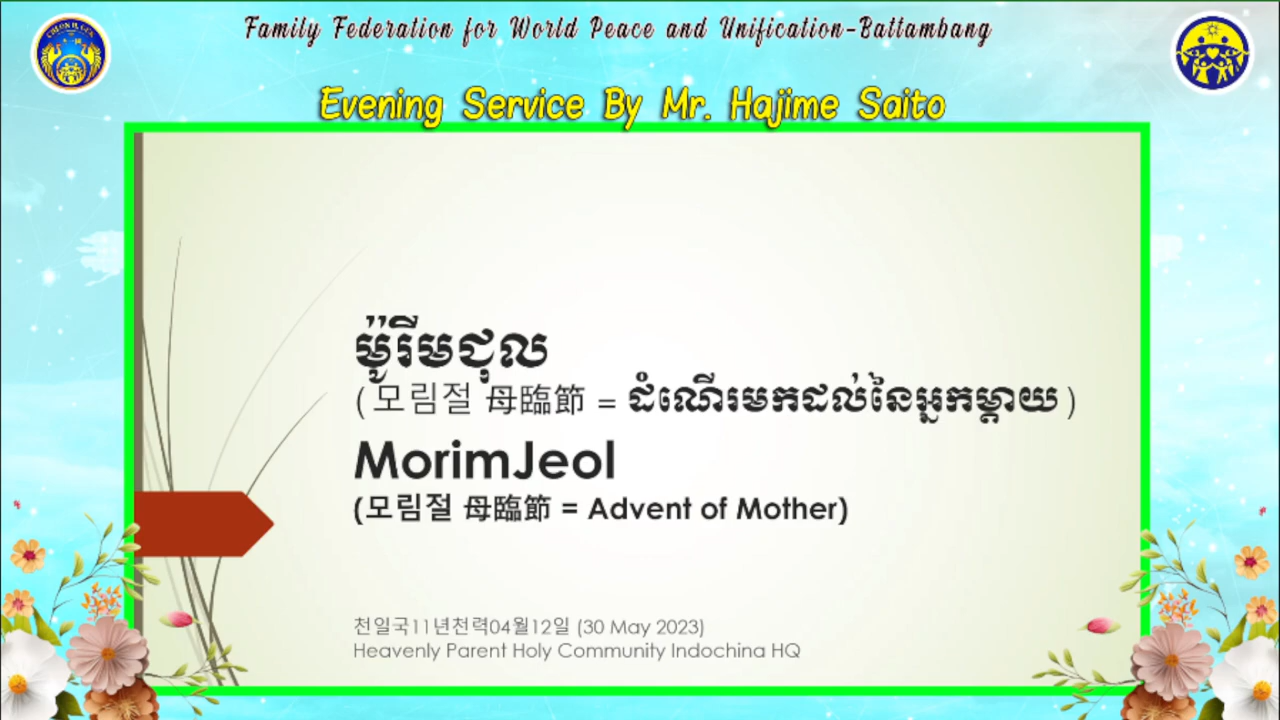 Family Federation for World Peace and Unification-Battambang
Evening Service By Mr. Hajime Saito
ម៉ូរីមជុល
(모림절 母臨節 = ដំណើរមកដល់នៃអ្នកម្តាយ)
MorimJeol
(모림절 母臨節 = Advent of Mother)
천일국11년천력04월12일 (30 May 2023)
Heavenly Parent Holy Community Indochina HQ